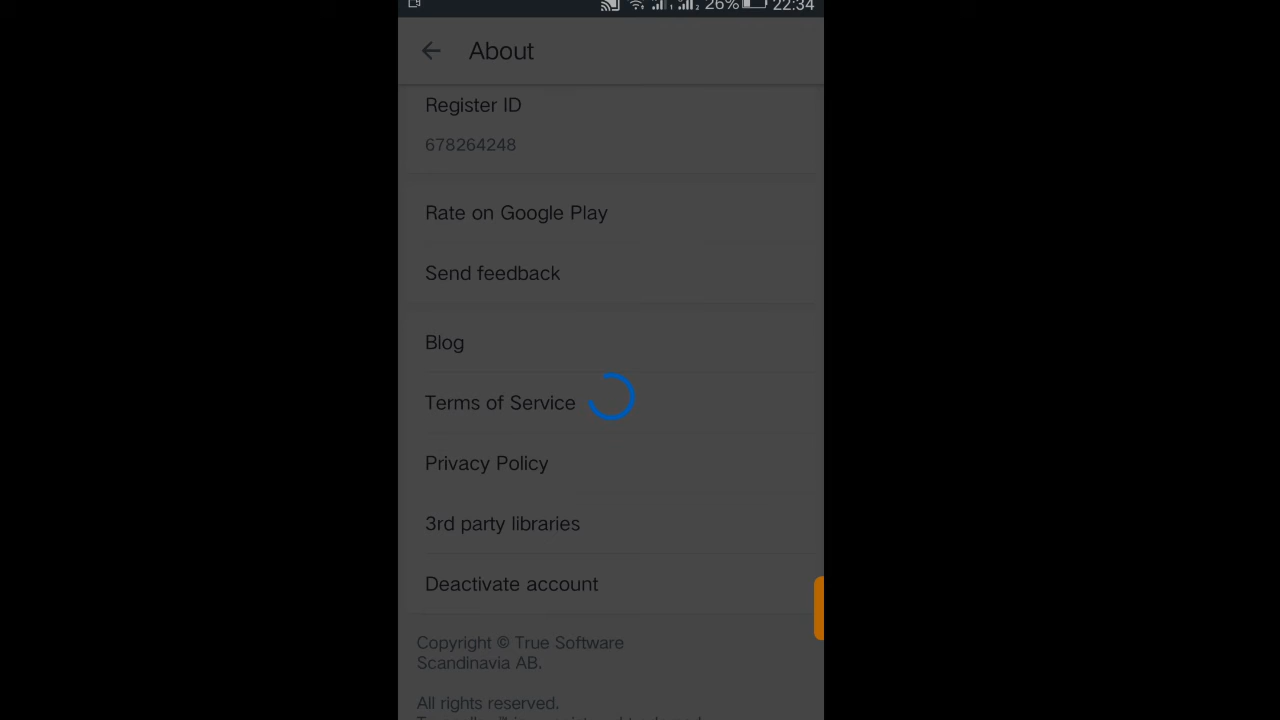 26% 22:34
About
Register ID
678264248
Rate on Google Play
Send feedback
Blog
Terms of Service
Privacy Policy
3rd party libraries
Deactivate account
Copyright © True Software
Scandinavia AB.
All rights reserved.